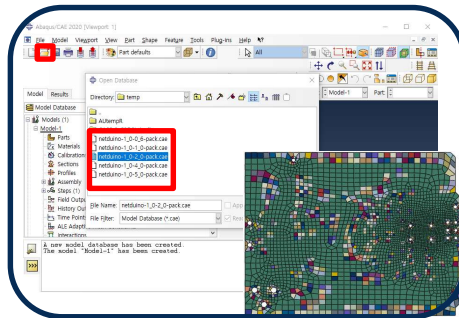 Abaqus/CAE 2020 [Viewport: 1]
File Model Viewport View Part Shape Feature Tools Plug-ins Help
Part defaults
All
Model Results
Model-1 Part:
Model Database
Models (1)
Model-1
Parts
Materials
Calibrations
Sections
Profiles
Assembly
Steps (1)
Field Outp
History Out
Time Point
ALE Adapti
Interactions
Open Database
Directory: temp
..
AUtempR
netduino-1_0-0_6-pack.cae
netduino-1_0-1_0-pack.cae
netduino-1_0-2_0-pack.cae
netduino-1_0-4_0-pack.cae
netduino-1_0-5_0-pack.cae
File Name: netduino-1_0-2_0-pack.cae
File Filter: Model Database (*.cae)
A new model database has been created.
The model "Model-1" has been created.
>>>